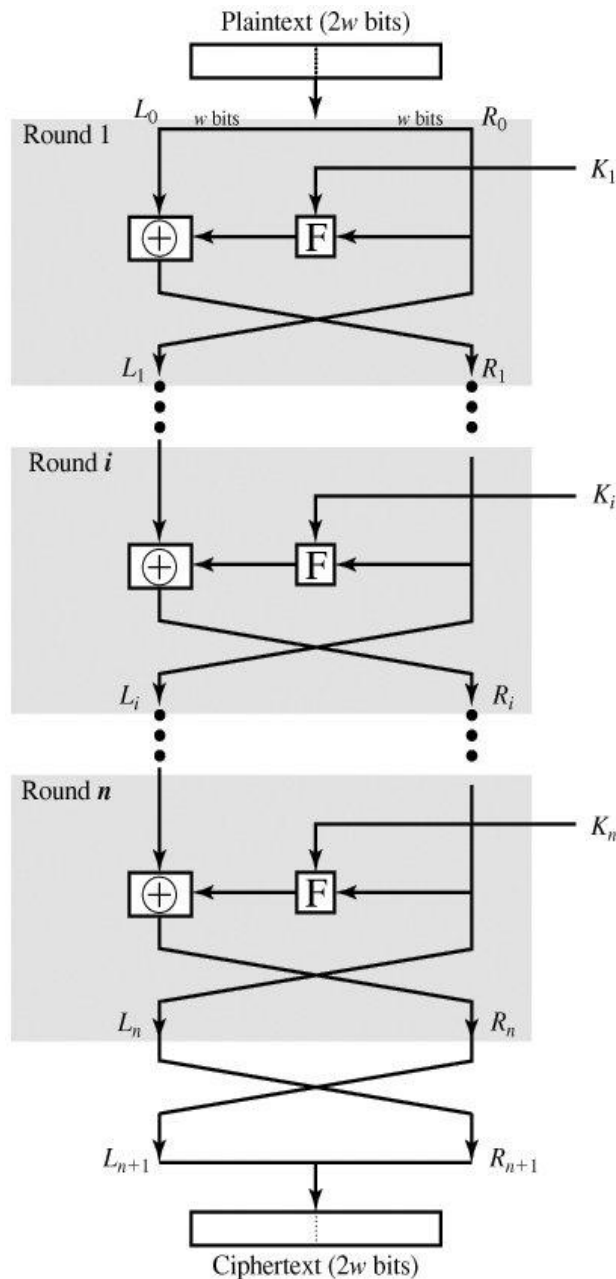 Plaintext (2w bits)
L₀ w bits w bits R₀
Round 1
K₁
⊕ F
L₁ R₁
Round i
Kᵢ
⊕ F
Lᵢ Rᵢ
Round n
Kₙ
⊕ F
Lₙ Rₙ
Lₙ₊₁ Rₙ₊₁
Ciphertext (2w bits)